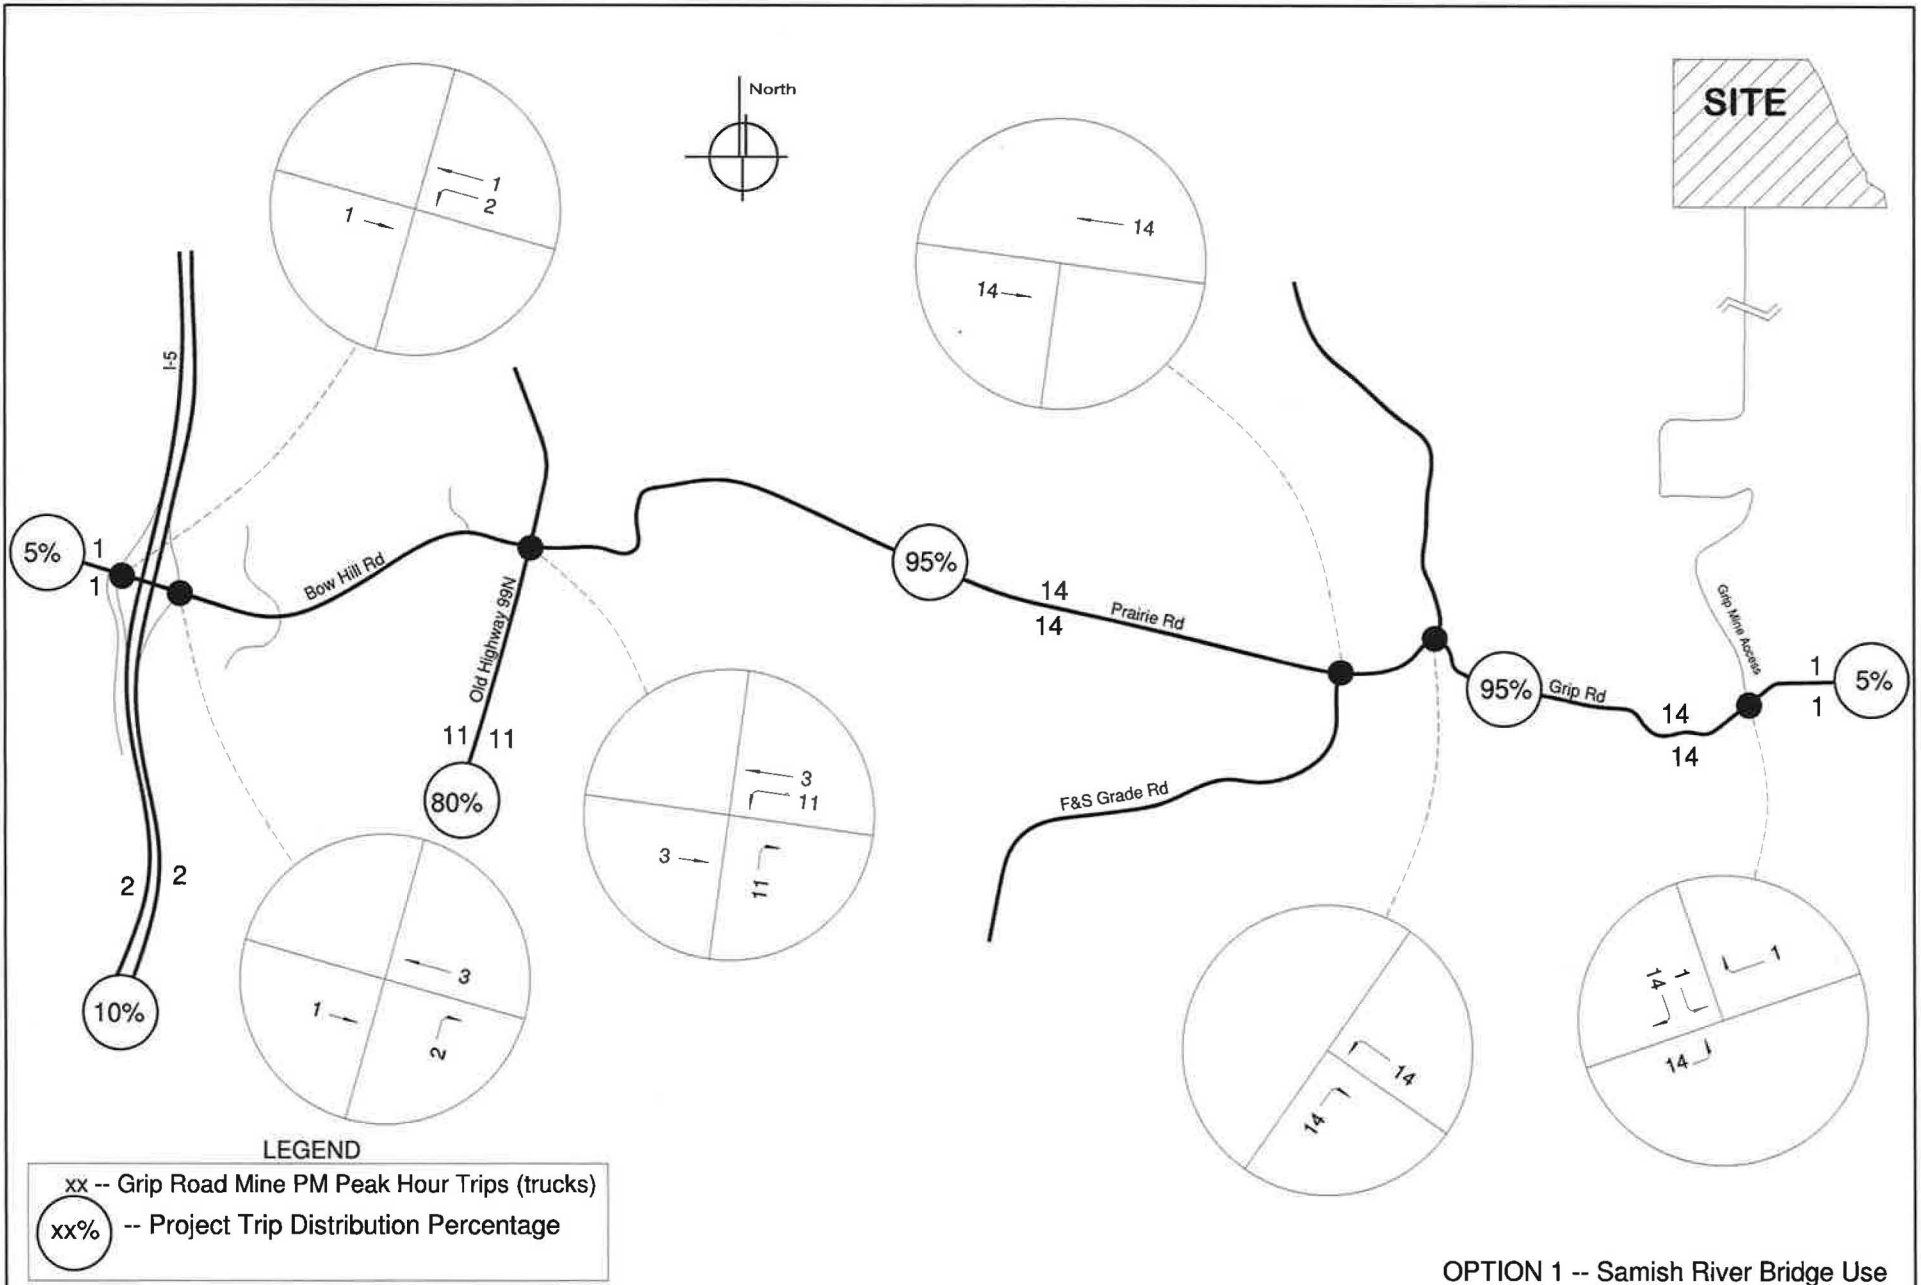 North
SITE
1
2
1
14
14
I-5
5%
1
1
Bow Hill Rd
Old Highway 99N
95%
14
14
Prairie Rd
Grip Mine Access
95%
Grip Rd
14
14
1
1
5%
11 11
80%
3
11
3
11
F&S Grade Rd
2 2
10%
3
1
2
14
14
1
14
1
14
LEGEND
xx -- Grip Road Mine PM Peak Hour Trips (trucks)
xx% -- Project Trip Distribution Percentage
OPTION 1 -- Samish River Bridge Use